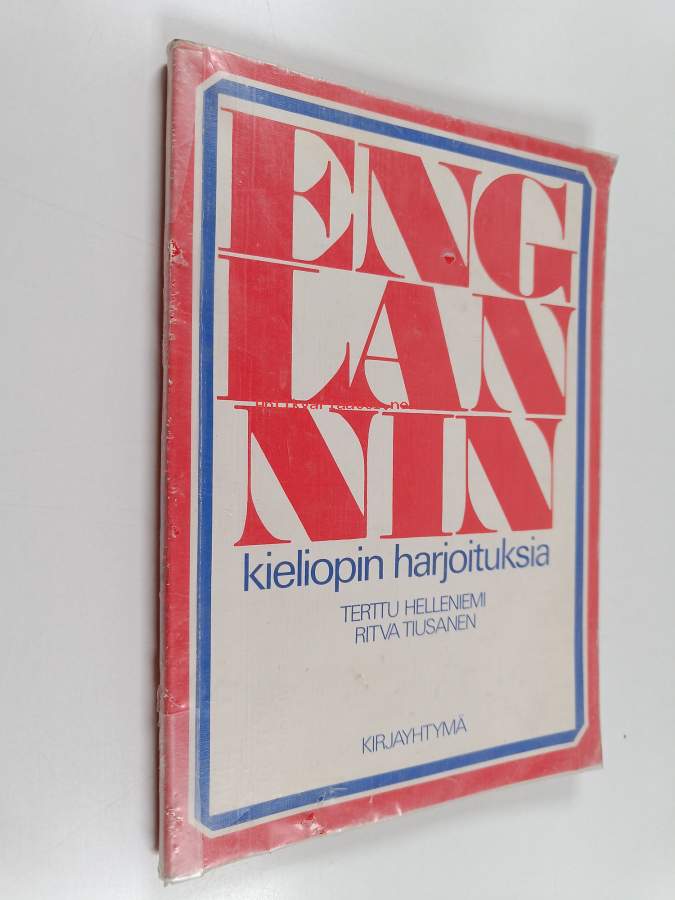 ENG
LAN
NIN
kieliopin harjoituksia
TERTTU HELLENIEMI
RITVA TIUSANEN
KIRJAYHTYMÄ